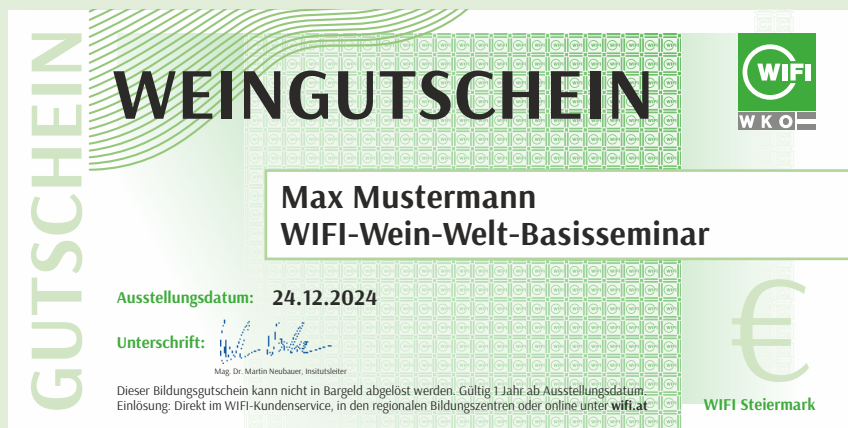 GUTSCHEIN
WEINGUTSCHEIN
WIFI
WKO
Max Mustermann
WIFI-Wein-Welt-Basisseminar
Ausstellungsdatum: 24.12.2024
Unterschrift:
Mag. Dr. Martin Neubauer, Insitutsleiter
Dieser Bildungsgutschein kann nicht in Bargeld abgelöst werden. Gültig 1 Jahr ab Ausstellungsdatum.
Einlösung: Direkt im WIFI-Kundenservice, in den regionalen Bildungszentren oder online unter wifi.at
€
WIFI Steiermark